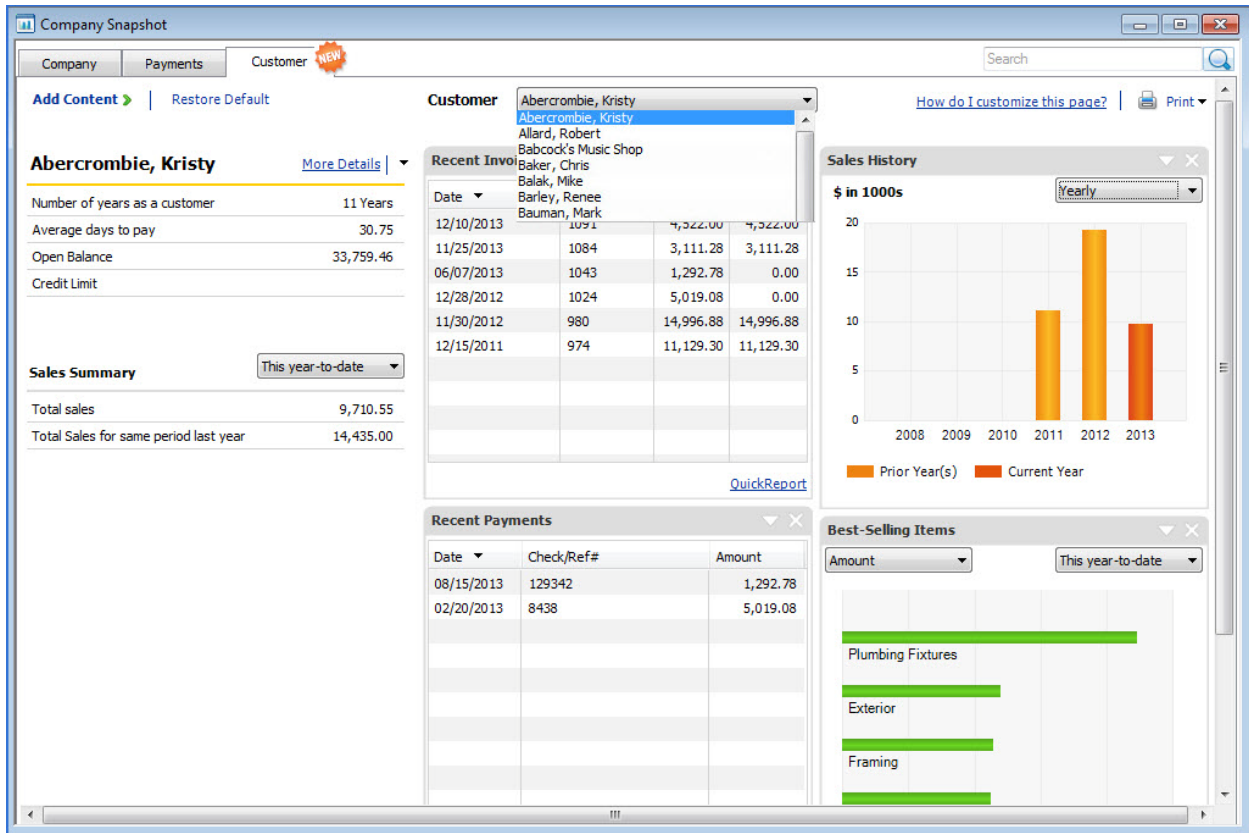 Company Snapshot
Company Payments Customer NEW Search
Add Content Restore Default Customer Abercrombie, Kristy How do I customize this page? Print
Abercrombie, Kristy
Allard, Robert
Babcock's Music Shop
Baker, Chris
Balak, Mike
Barley, Renee
Bauman, Mark
Abercrombie, Kristy More Details
Number of years as a customer 11 Years
Average days to pay 30.75
Open Balance 33,759.46
Credit Limit
Sales Summary This year-to-date
Total sales 9,710.55
Total Sales for same period last year 14,435.00
Recent Invoi
Date
12/10/2013 1091 4,522.00 4,522.00
11/25/2013 1084 3,111.28 3,111.28
06/07/2013 1043 1,292.78 0.00
12/28/2012 1024 5,019.08 0.00
11/30/2012 980 14,996.88 14,996.88
12/15/2011 974 11,129.30 11,129.30
QuickReport
Recent Payments
Date Check/Ref# Amount
08/15/2013 129342 1,292.78
02/20/2013 8438 5,019.08
Sales History
$ in 1000s Yearly
20
15
10
5
0
2008 2009 2010 2011 2012 2013
Prior Year(s) Current Year
Best-Selling Items
Amount This year-to-date
Plumbing Fixtures
Exterior
Framing